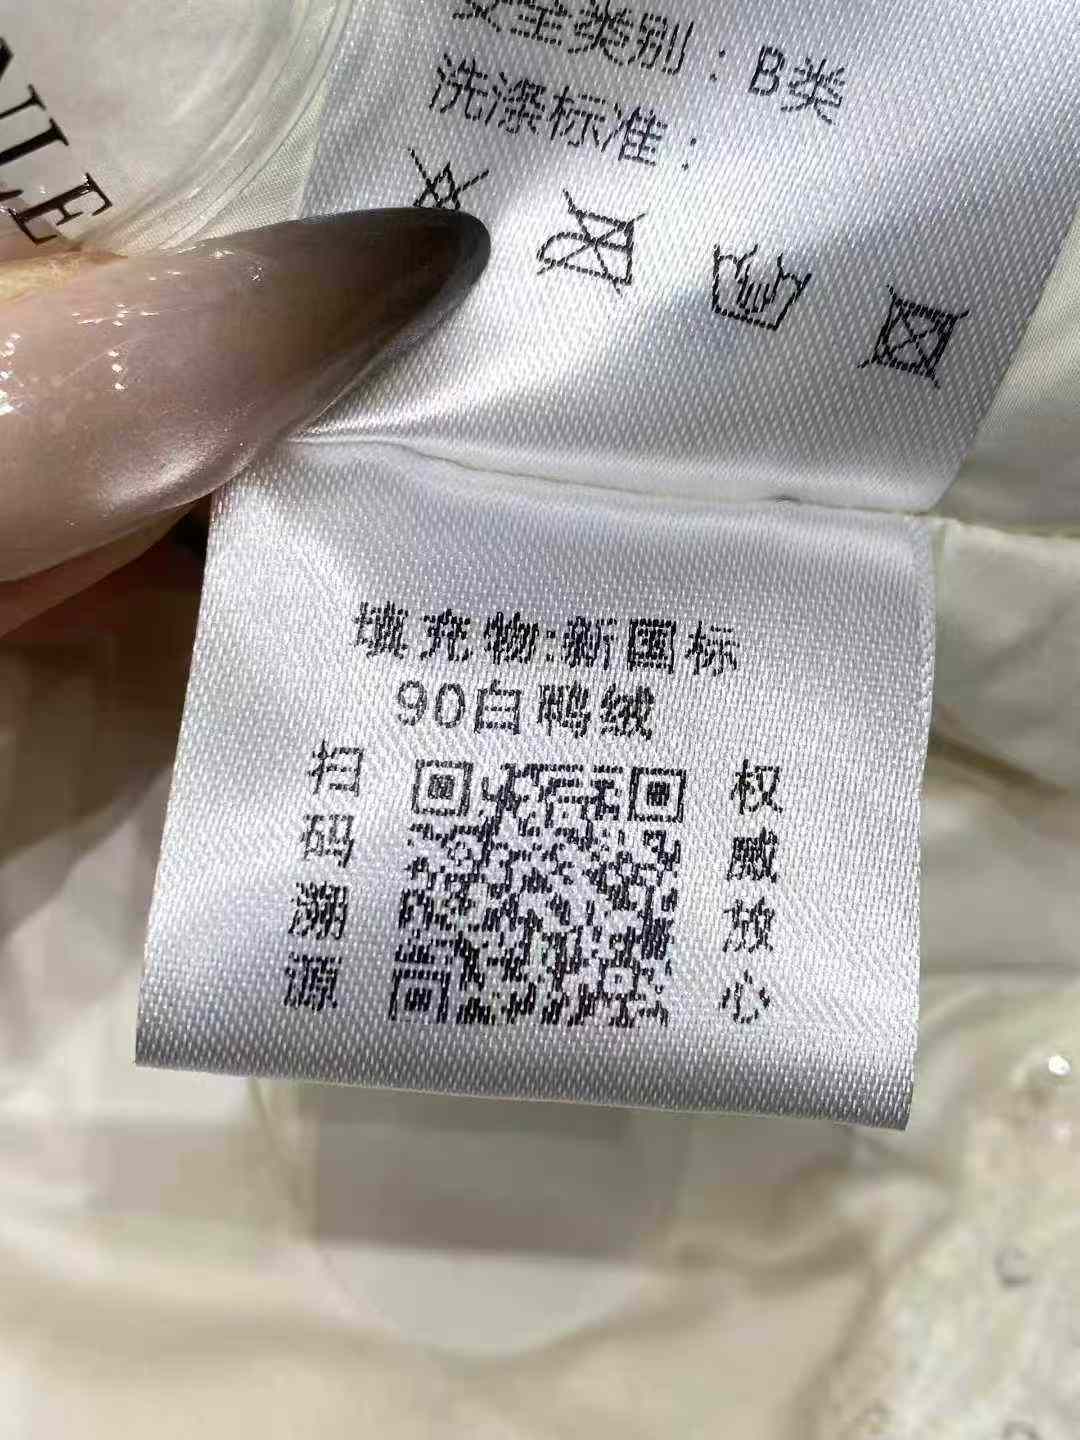 NLE
安全类别：B类
洗涤标准：
填充物:新国标
90白鸭绒
扫码溯源
权威放心